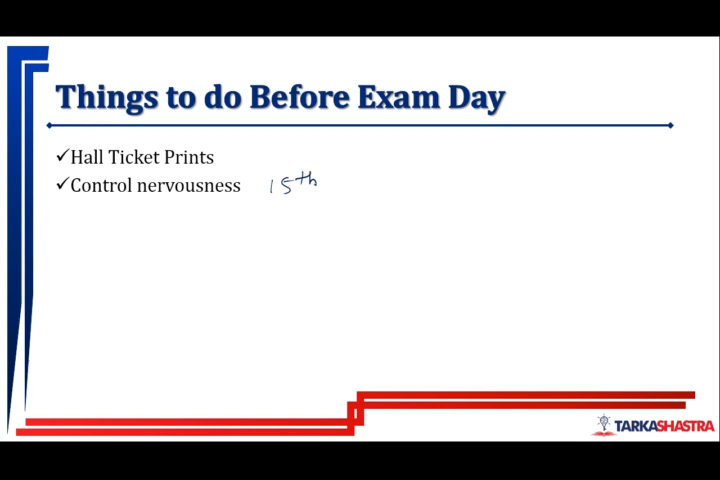 Things to do Before Exam Day
✓Hall Ticket Prints
✓Control nervousness 15th
TARKASHASTRA